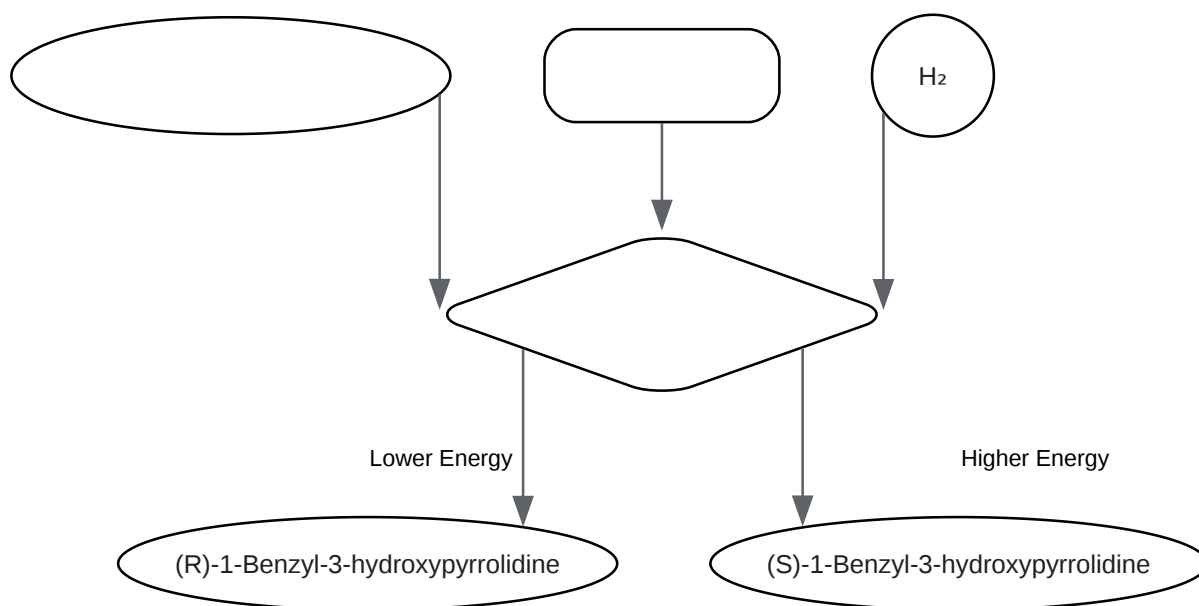 H₂
Lower Energy
Higher Energy
(R)-1-Benzyl-3-hydroxypyrrolidine
(S)-1-Benzyl-3-hydroxypyrrolidine